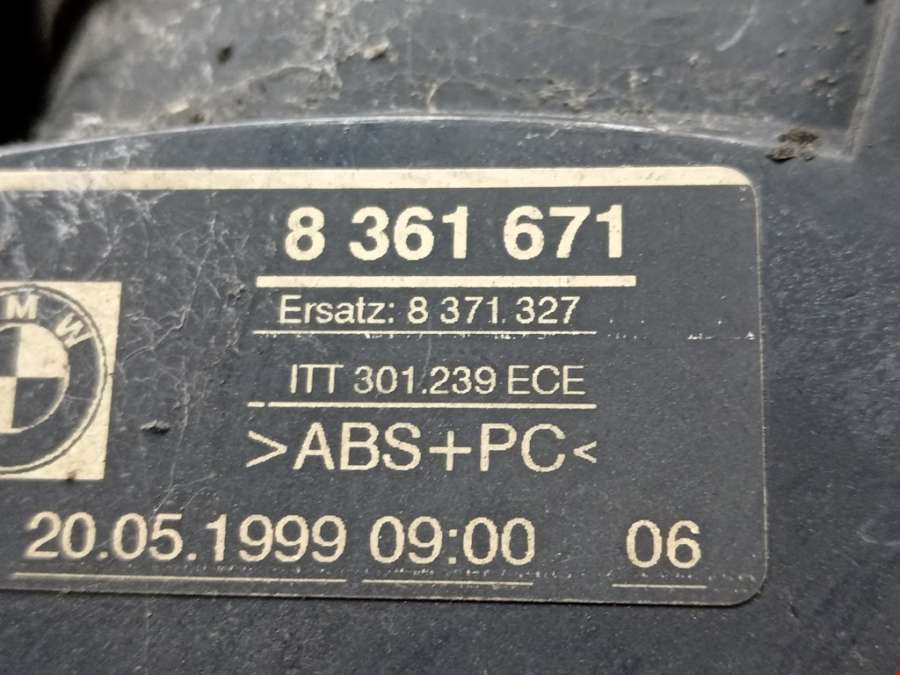 8 361 671
Ersatz: 8 371.327
BMW
ITT 301.239 ECE
>ABS+PC<
20.05.1999 09:00 06